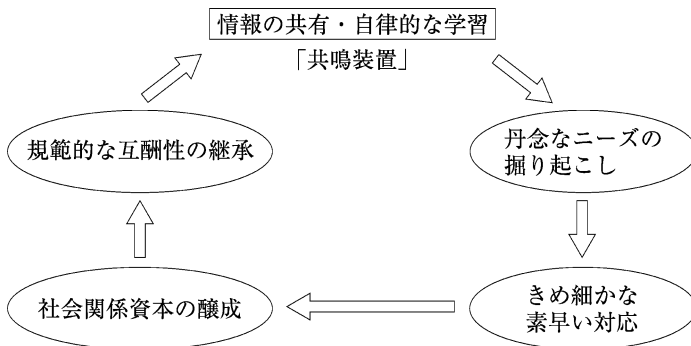 情報の共有・自律的な学習
「共鳴装置」
規範的な互酬性の継承
丹念なニーズの
掘り起こし
社会関係資本の醸成
きめ細かな
素早い対応